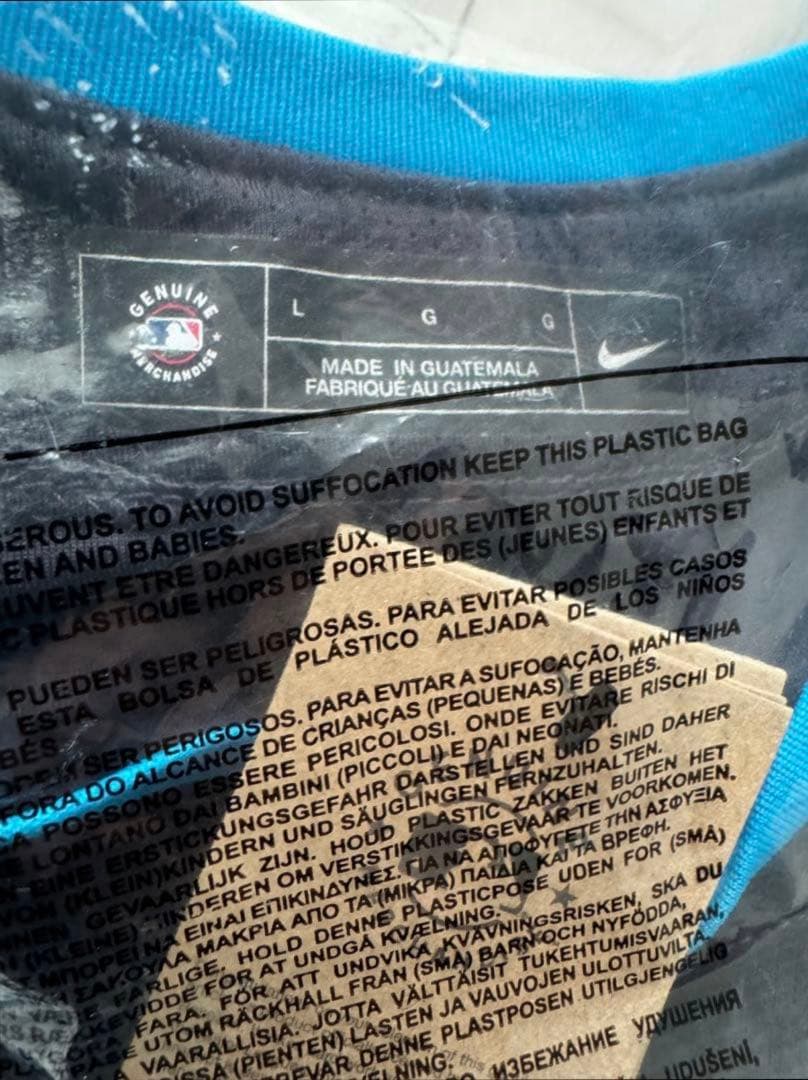 GENUINE
MERCHANDISE
L G G
MADE IN GUATEMALA
FABRIQUÉ AU GUATEMALA
TO AVOID SUFFOCATION KEEP THIS PLASTIC BAG
AND BABIES.
ETRE DANGEREUX. POUR EVITER TOUT RISQUE DE
PLASTIQUE HORS DE PORTEE DES (JEUNES) ENFANTS ET
PUEDEN SER PELIGROSAS. PARA EVITAR POSIBLES CASOS
ESTA BOLSA DE PLÁSTICO ALEJADA DE LOS NIÑOS
SER PERIGOSOS. PARA EVITAR A SUFOCAÇÃO, MANTENHA
FORA DO ALCANCE DE CRIANÇAS (PEQUENAS) E BEBÉS.
POSSONO ESSERE PERICOLOSI. ONDE EVITARE RISCHI DI
LONTANO DAI BAMBINI (PICCOLI) E DAI NEONATI.
EINE ERSTICKUNGSGEFAHR DARSTELLEN UND SIND DAHER
(KLEIN)KINDERN UND SÄUGLINGEN FERNZUHALTEN.
GEVAARLIJK ZIJN. HOUD PLASTIC ZAKKEN BUITEN HET
(KLEINE) KINDEREN OM VERSTIKKINGSGEVAAR TE VOORKOMEN.
ΜΠΟΡΕΙ ΝΑ ΕΙΝΑΙ ΕΠΙΚΙΝΔΥΝΕΣ. ΓΙΑ ΝΑ ΑΠΟΦΥΓΕΤΕ ΤΗΝ ΑΣΦΥΞΙΑ
ΜΑΚΡΙΑ ΑΠΟ ΤΑ (ΜΙΚΡΑ) ΠΑΙΔΙΑ ΚΑΙ ΤΑ ΒΡΕΦΗ.
FARLIGE. HOLD DENNE PLASTICPOSE UDEN FOR (SMÅ)
FOR AT UNDGÅ KVÆLNING.
FARA. FÖR ATT UNDVIKA KVÄVNINGSRISKEN, SKA DU
UTOM RÄCKHÅLL FRÅN (SMÅ) BARN OCH NYFÖDDA,
VAARALLISIA. JOTTA VÄLTTÄISIT TUKEHTUMISVAARAN,
(PIENTEN) LASTEN JA VAUVOJEN ULOTTUVILTA.
DENNE PLASTPOSEN UTILGJENGELIG
ИЗБЕЖАНИЕ УДУШЕНИЯ
UDUŠENÍ,